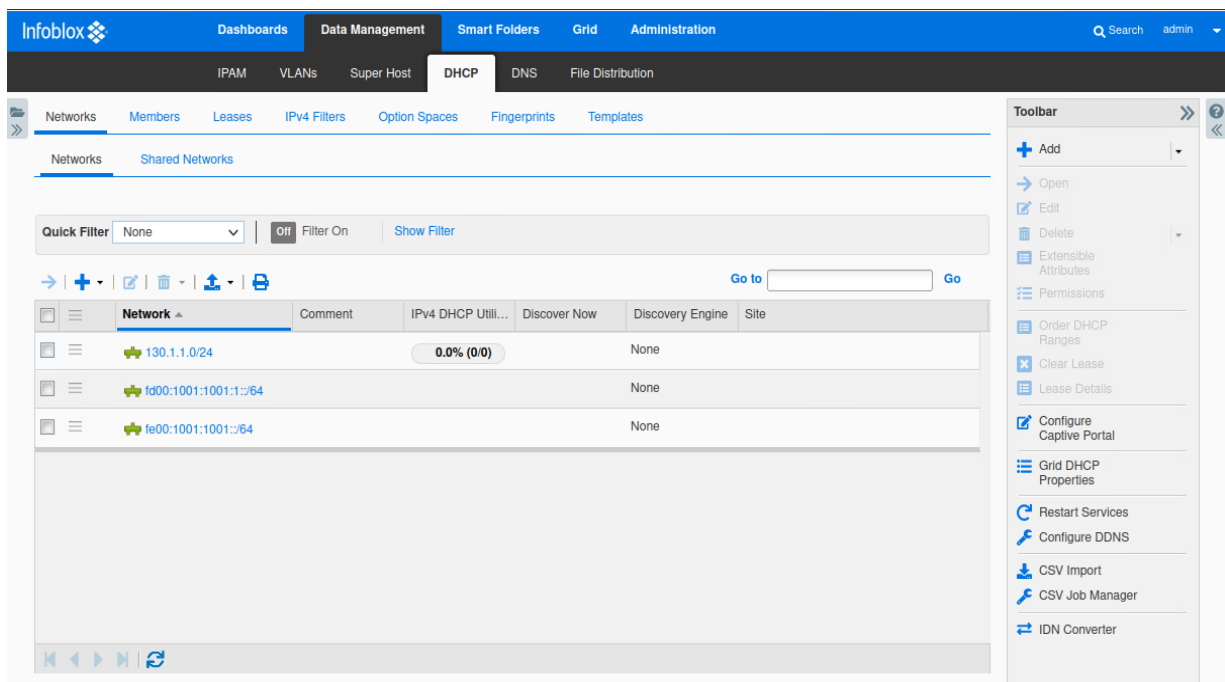 Infoblox
Dashboards Data Management Smart Folders Grid Administration
Search admin
IPAM VLANs Super Host DHCP DNS File Distribution
Networks Members Leases IPv4 Filters Option Spaces Fingerprints Templates
Networks Shared Networks
Quick Filter None Off Filter On Show Filter
Go to Go
Network Comment IPv4 DHCP Utili... Discover Now Discovery Engine Site
130.1.1.0/24 0.0% (0/0) None
fd00:1001:1001:1::/64 None
fe00:1001:1001::/64 None
Toolbar
Add
Open
Edit
Delete
Extensible
Attributes
Permissions
Order DHCP
Ranges
Clear Lease
Lease Details
Configure
Captive Portal
Grid DHCP
Properties
Restart Services
Configure DDNS
CSV Import
CSV Job Manager
IDN Converter